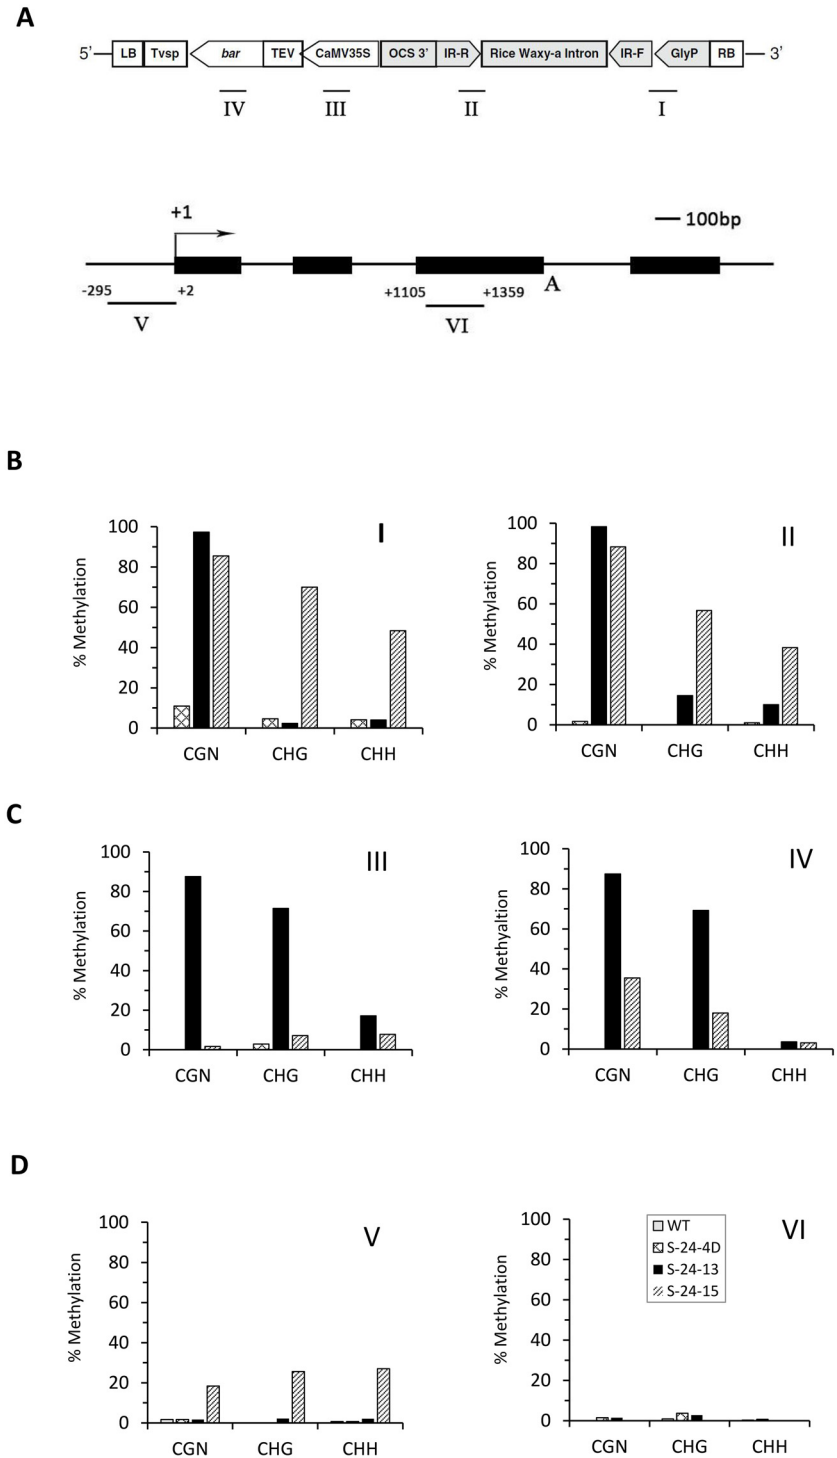 A
5’ LB Tvsp bar TEV CaMV35S OCS 3’ IR-R Rice Waxy-a Intron IR-F GlyP RB 3’
IV III II I
+1
100bp
-295 +2 +1105 +1359 A
V VI
B
I
% Methylation
100
80
60
40
20
0
CGN CHG CHH
II
% Methylation
100
80
60
40
20
0
CGN CHG CHH
C
III
% Methylation
100
80
60
40
20
0
CGN CHG CHH
IV
% Methyaltion
100
80
60
40
20
0
CGN CHG CHH
D
V
% Methylation
100
80
60
40
20
0
CGN CHG CHH
VI
% Methylation
100
80
60
40
20
0
WT
S-24-4D
S-24-13
S-24-15
CGN CHG CHH